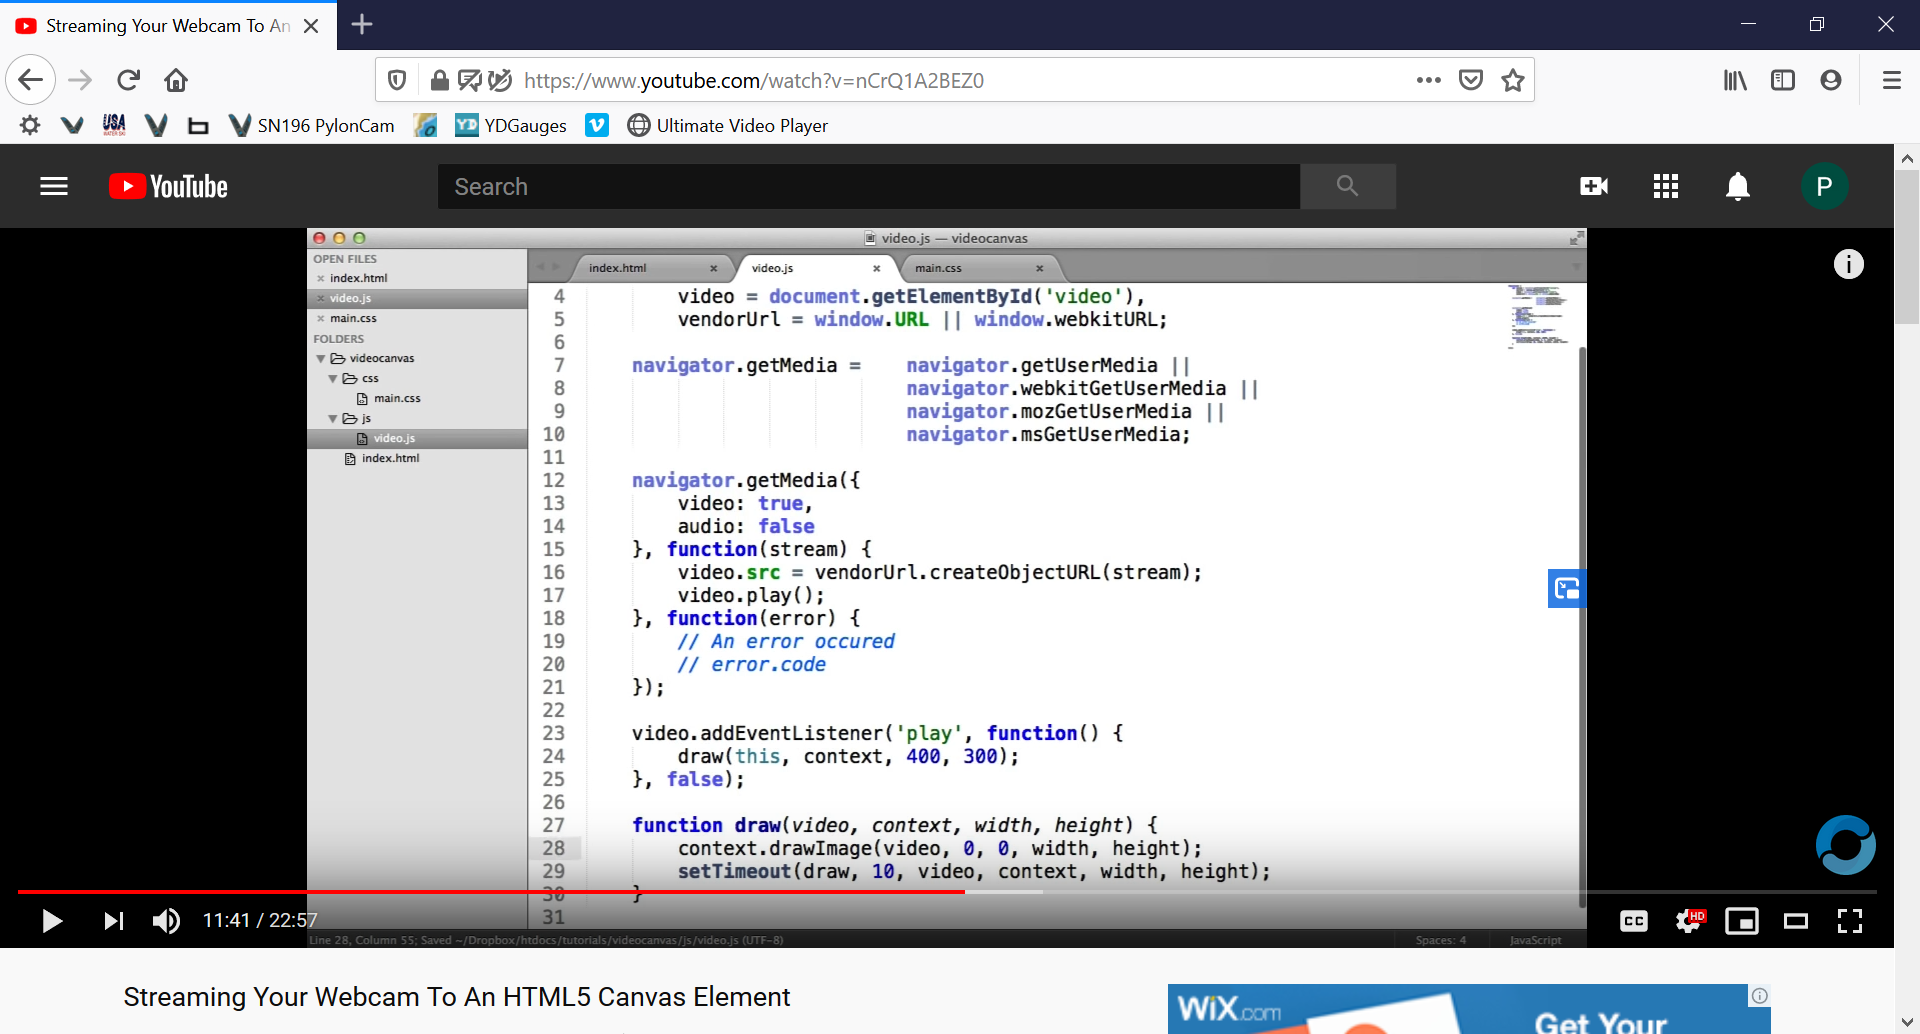 Streaming Your Webcam To An
https://www.youtube.com/watch?v=nCrQ1A2BEZ0
USA
SN196 PylonCam
YD YDGauges
Ultimate Video Player
YouTube
Search
P
video.js — videocanvas
OPEN FILES
index.html
video.js
main.css
FOLDERS
videocanvas
css
main.css
js
video.js
index.html
index.html
video.js
main.css
4 video = document.getElementById('video'),
5 vendorUrl = window.URL || window.webkitURL;
6
7 navigator.getMedia = navigator.getUserMedia ||
8 navigator.webkitGetUserMedia ||
9 navigator.mozGetUserMedia ||
10 navigator.msGetUserMedia;
11
12 navigator.getMedia({
13 video: true,
14 audio: false
15 }, function(stream) {
16 video.src = vendorUrl.createObjectURL(stream);
17 video.play();
18 }, function(error) {
19 // An error occured
20 // error.code
21 });
22
23 video.addEventListener('play', function() {
24 draw(this, context, 400, 300);
25 }, false);
26
27 function draw(video, context, width, height) {
28 context.drawImage(video, 0, 0, width, height);
29 setTimeout(draw, 10, video, context, width, height);
30 }
31
11:41 / 22:57
CC
HD
Line 28, Column 55; Saved ~/Dropbox/htdocs/tutorials/videocanvas/js/video.js (UTF-8)
Spaces: 4
JavaScript
Streaming Your Webcam To An HTML5 Canvas Element
WiX.com
Get Your